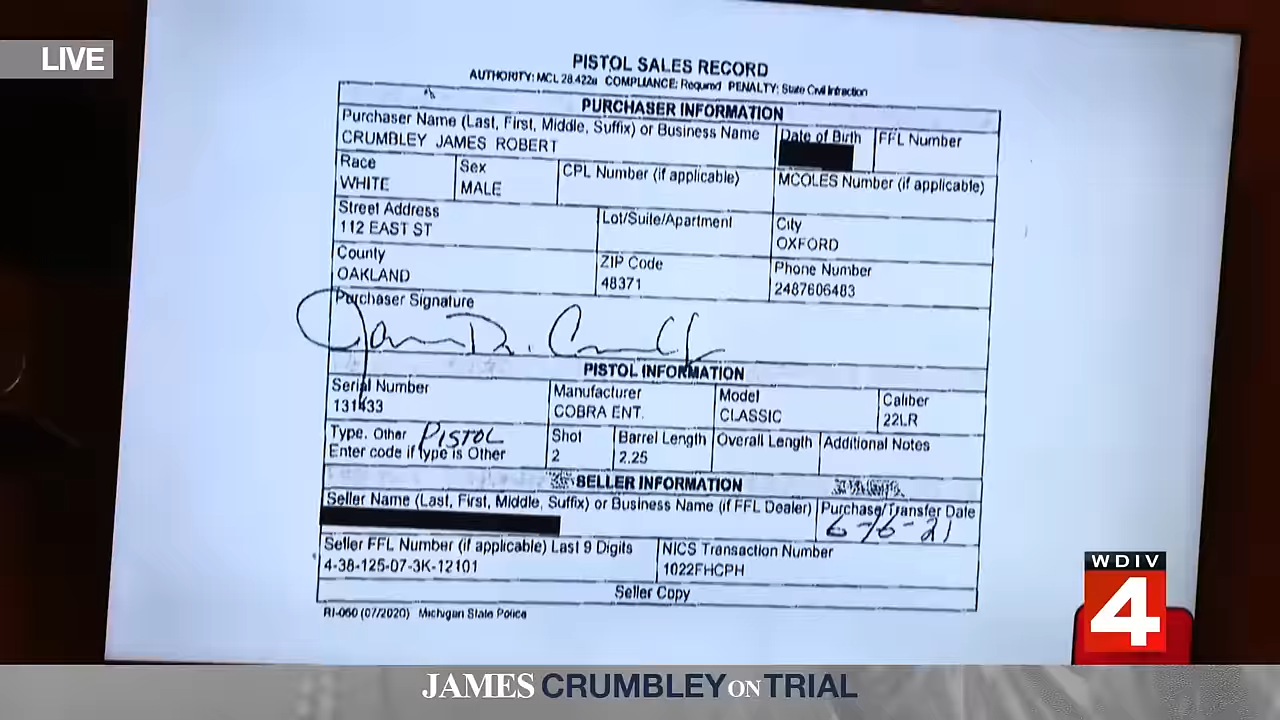 LIVE
PISTOL SALES RECORD
AUTHORITY: MCL 28.422a COMPLIANCE: Required PENALTY: State Civil Infraction
PURCHASER INFORMATION
Purchaser Name (Last, First, Middle, Suffix) or Business Name
CRUMBLEY JAMES ROBERT
Date of Birth
FFL Number
Race
WHITE
Sex
MALE
CPL Number (if applicable)
MCOLES Number (if applicable)
Street Address
112 EAST ST
Lot/Suite/Apartment
City
OXFORD
County
OAKLAND
ZIP Code
48371
Phone Number
2487606483
Purchaser Signature
PISTOL INFORMATION
Serial Number
131433
Manufacturer
COBRA ENT.
Model
CLASSIC
Caliber
22LR
Type. Other PISTOL
Enter code if type is Other
Shot
2
Barrel Length
2.25
Overall Length
Additional Notes
SELLER INFORMATION
Seller Name (Last, First, Middle, Suffix) or Business Name (if FFL Dealer)
Purchase/Transfer Date
6-16-21
Seller FFL Number (if applicable) Last 9 Digits
4-38-125-07-3K-12101
NICS Transaction Number
1022FHCPH
Seller Copy
RI-060 (07/2020) Michigan State Police
WDIV
4
JAMES CRUMBLEY ON TRIAL